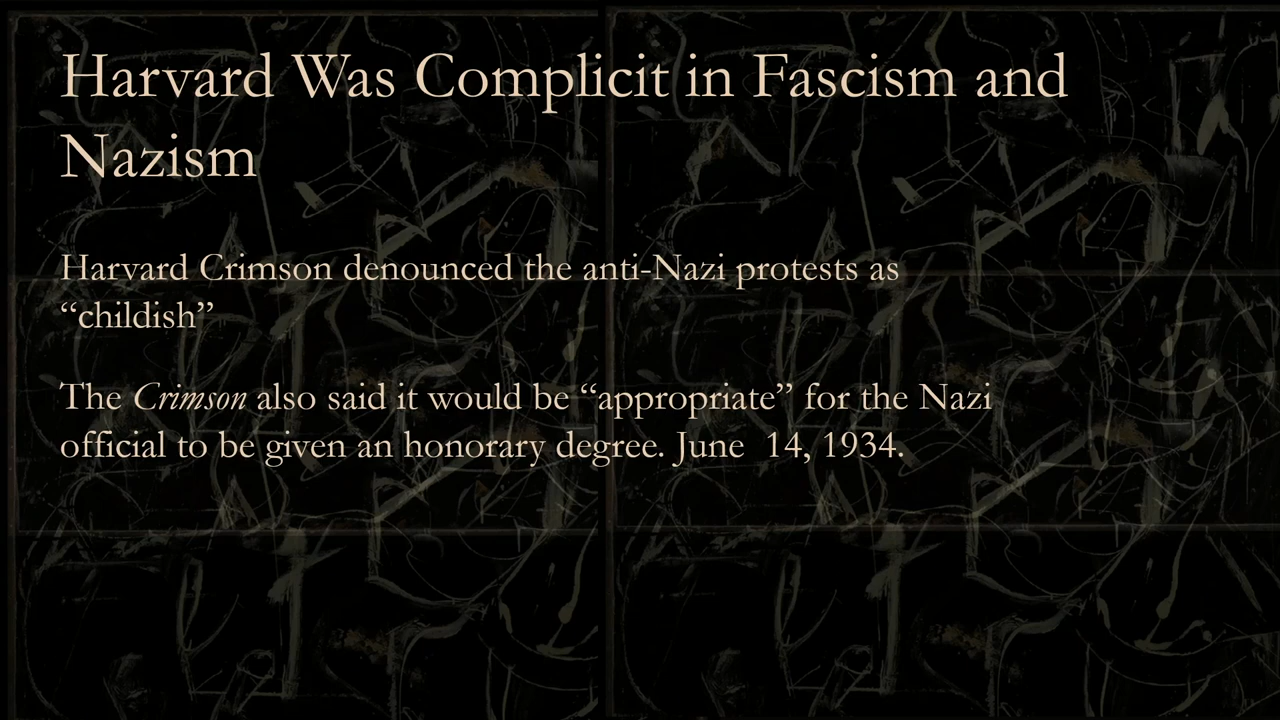 Harvard Was Complicit in Fascism and
Nazism
Harvard Crimson denounced the anti-Nazi protests as
“childish”
The Crimson also said it would be “appropriate” for the Nazi
official to be given an honorary degree. June  14, 1934.